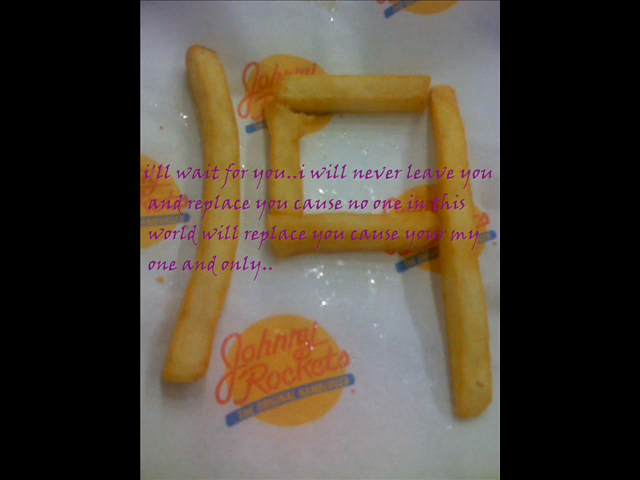 Johnny
i'll wait for you..i will never leave you
and replace you cause no one in this
world will replace you cause your my
one and only..
Johnny
Rockets
THE ORIGINAL HAMBURGER